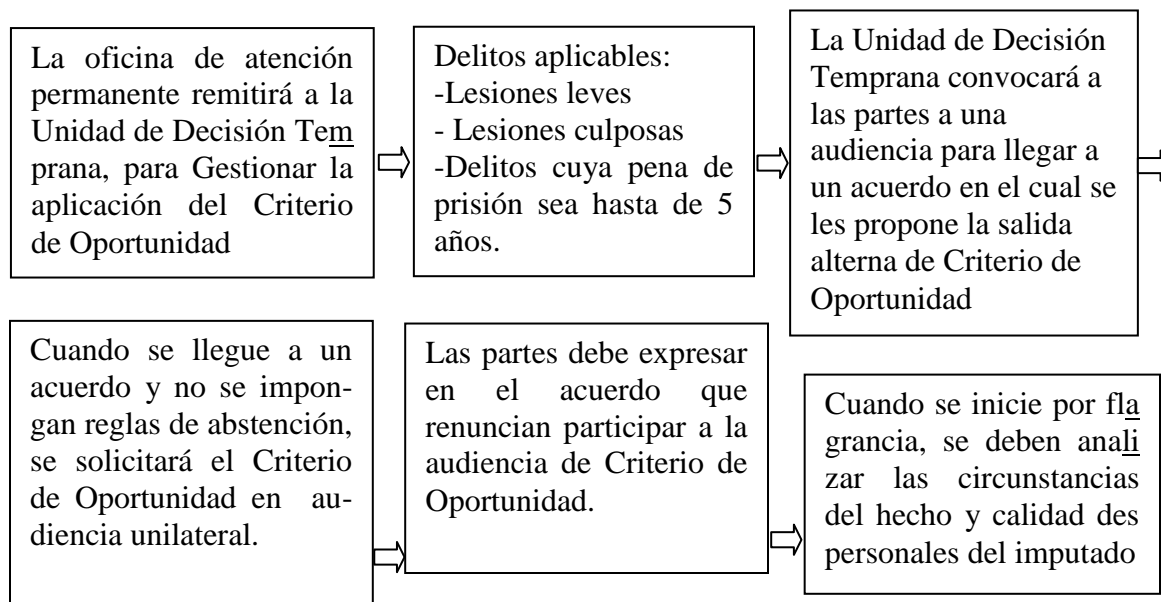 La oficina de atención
permanente remitirá a la
Unidad de Decisión Tem
prana, para Gestionar la
aplicación del Criterio
de Oportunidad
Delitos aplicables:
-Lesiones leves
- Lesiones culposas
-Delitos cuya pena de
prisión sea hasta de 5
años.
La Unidad de Decisión
Temprana convocará a
las partes a una
audiencia para llegar a
un acuerdo en el cual se
les propone la salida
alterna de Criterio de
Oportunidad
Cuando se llegue a un
acuerdo y no se impon-
gan reglas de abstención,
se solicitará el Criterio
de Oportunidad en au-
diencia unilateral.
Las partes debe expresar
en el acuerdo que
renuncian participar a la
audiencia de Criterio de
Oportunidad.
Cuando se inicie por fla
grancia, se deben anali
zar las circunstancias
del hecho y calidad des
personales del imputado